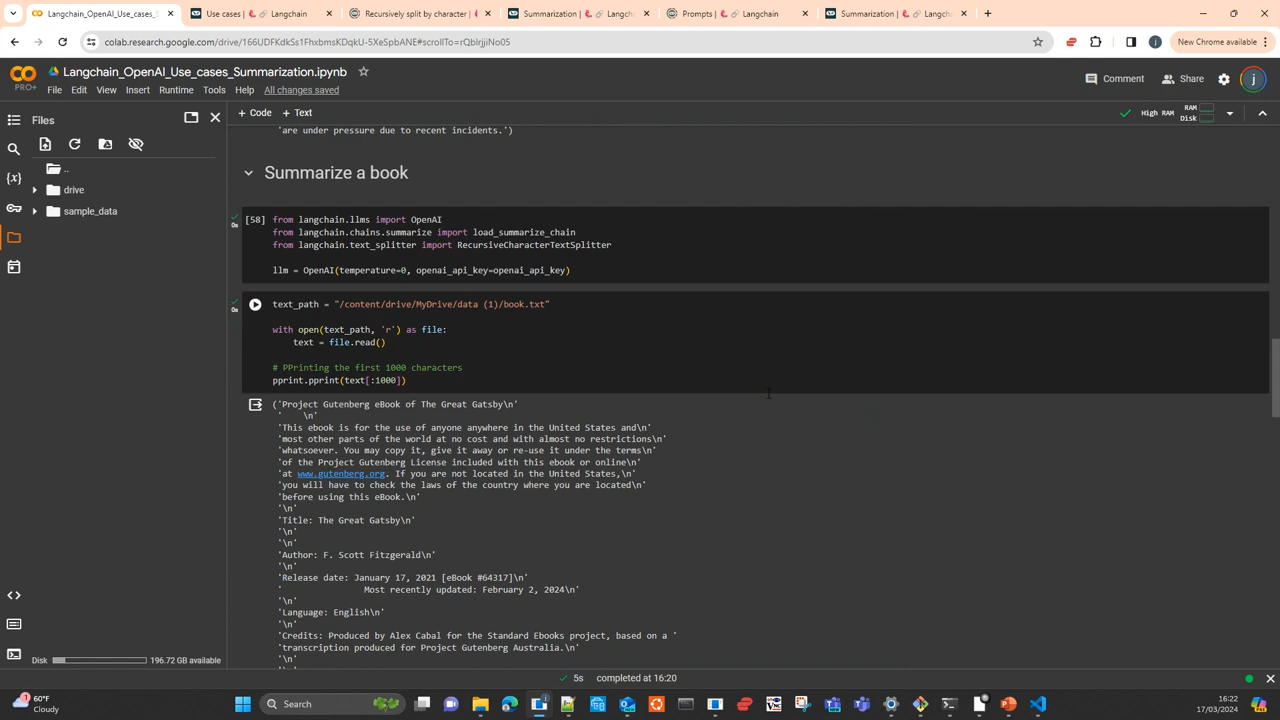 Langchain_OpenAI_Use_cases_S
Use cases | Langchain
Recursively split by character |
Summarization | Langch
Prompts | Langchain
Summarization | Langcha
colab.research.google.com/drive/166UDFKdkSs1FhxbmsKDqkU-5XeSpbANE#scrollTo=rQblrjjiNo05
New Chrome available
PRO+
Langchain_OpenAI_Use_cases_Summarization.ipynb
File Edit View Insert Runtime Tools Help All changes saved
Comment Share j
Files
+ Code + Text
High RAM RAM Disk
..
drive
sample_data
'are under pressure due to recent incidents.')
Summarize a book
[58] from langchain.llms import OpenAI
0s
from langchain.chains.summarize import load_summarize_chain
from langchain.text_splitter import RecursiveCharacterTextSplitter
llm = OpenAI(temperature=0, openai_api_key=openai_api_key)
text_path = "/content/drive/MyDrive/data (1)/book.txt"
0s
with open(text_path, 'r') as file:
text = file.read()
# PPrinting the first 1000 characters
pprint.pprint(text[:1000])
('Project Gutenberg eBook of The Great Gatsby\n'
' \n'
'This ebook is for the use of anyone anywhere in the United States and\n'
'most other parts of the world at no cost and with almost no restrictions\n'
'whatsoever. You may copy it, give it away or re-use it under the terms\n'
'of the Project Gutenberg License included with this ebook or online\n'
'at www.gutenberg.org. If you are not located in the United States,\n'
'you will have to check the laws of the country where you are located\n'
'before using this eBook.\n'
'\n'
'Title: The Great Gatsby\n'
'\n'
'\n'
'Author: F. Scott Fitzgerald\n'
'\n'
'Release date: January 17, 2021 [eBook #64317]\n'
' Most recently updated: February 2, 2024\n'
'\n'
'Language: English\n'
'\n'
'Credits: Produced by Alex Cabal for the Standard Ebooks project, based on a '
'transcription produced for Project Gutenberg Australia.\n'
'\n'
Disk 196.72 GB available
5s completed at 16:20
60°F
Cloudy
Search
16:22
17/03/2024